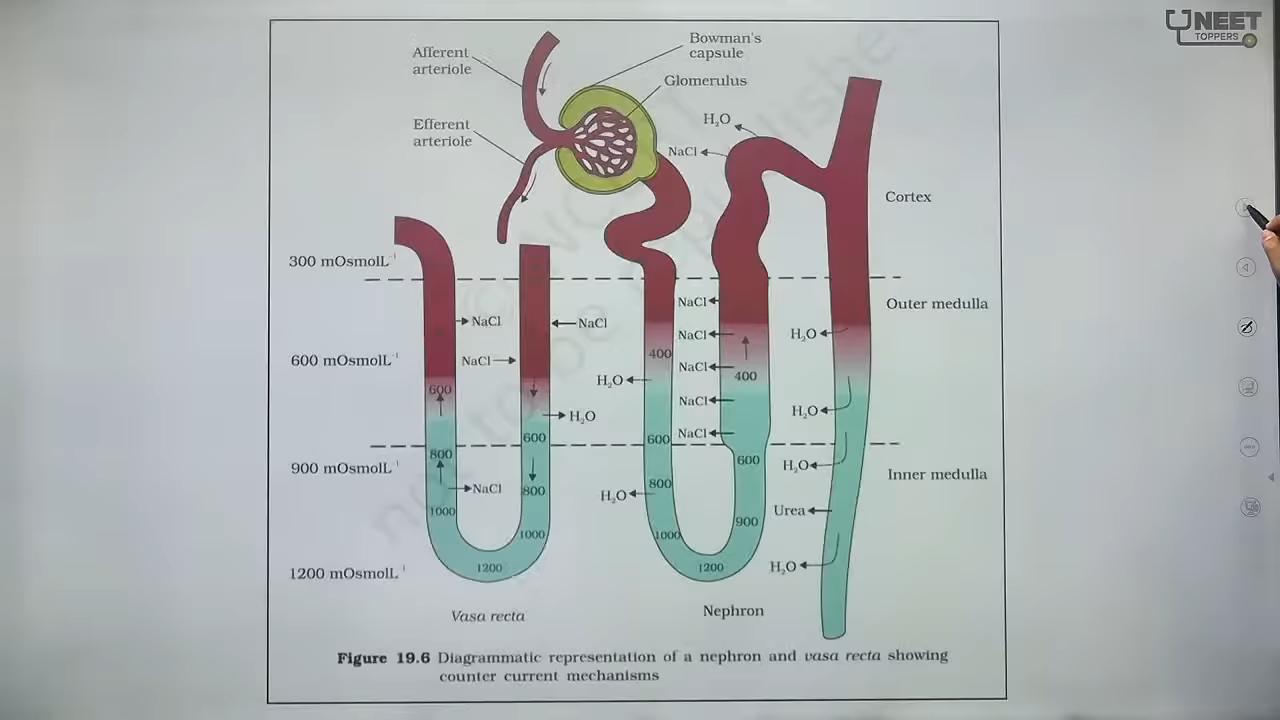 NEET
TOPPERS
Afferent
arteriole
Efferent
arteriole
Bowman's
capsule
Glomerulus
H₂O
NaCl
Cortex
300 mOsmolL⁻¹
Outer medulla
NaCl
NaCl
NaCl
NaCl
NaCl
H₂O
600 mOsmolL⁻¹
NaCl
NaCl
400
400
600
H₂O
NaCl
H₂O
H₂O
600
600
NaCl
900 mOsmolL⁻¹
800
600
H₂O
Inner medulla
NaCl
800
H₂O
800
1000
Urea
1000
1000
900
1200 mOsmolL⁻¹
1200
1200
H₂O
Vasa recta
Nephron
Figure 19.6 Diagrammatic representation of a nephron and vasa recta showing
counter current mechanisms